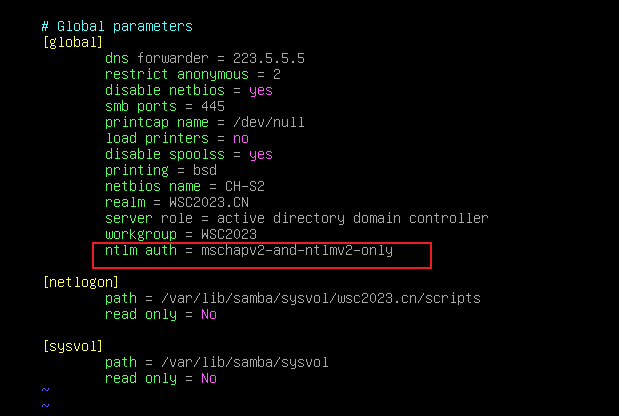 # Global parameters
[global]
dns forwarder = 223.5.5.5
restrict anonymous = 2
disable netbios = yes
smb ports = 445
printcap name = /dev/null
load printers = no
disable spoolss = yes
printing = bsd
netbios name = CH-S2
realm = WSC2023.CN
server role = active directory domain controller
workgroup = WSC2023
ntlm auth = mschapv2-and-ntlmv2-only
[netlogon]
path = /var/lib/samba/sysvol/wsc2023.cn/scripts
read only = No
[sysvol]
path = /var/lib/samba/sysvol
read only = No
~
~